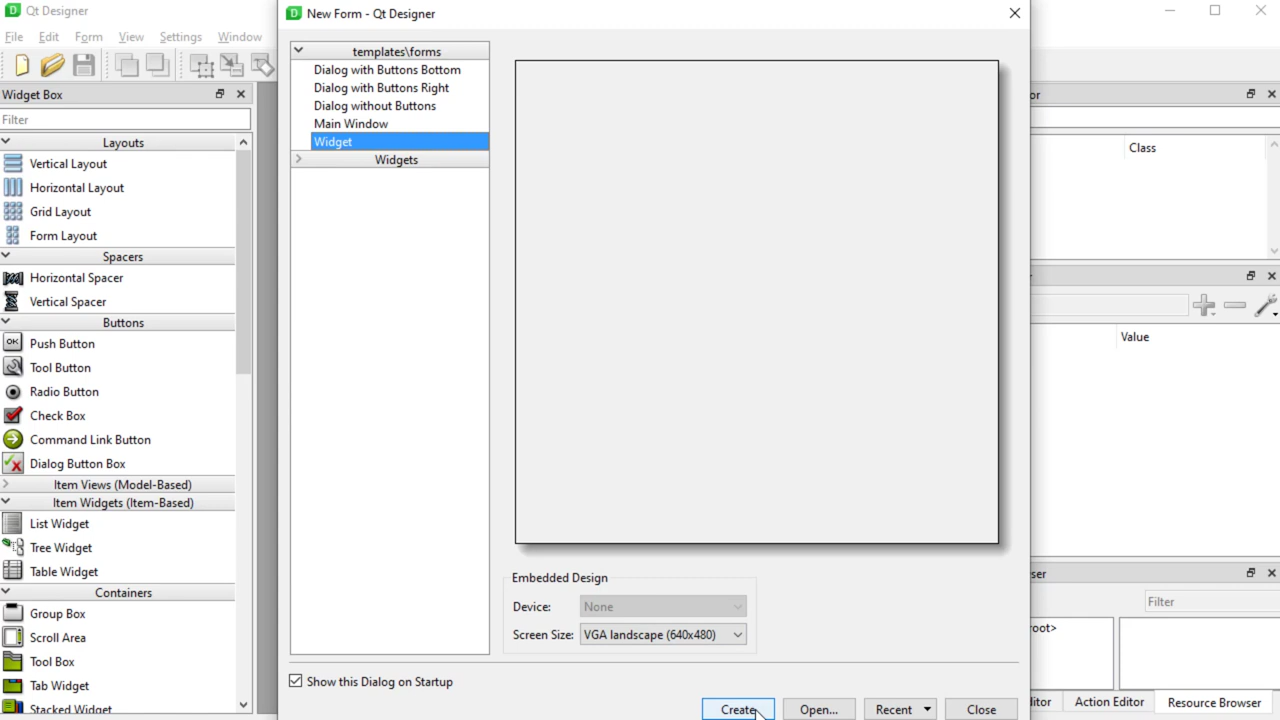 Qt Designer
File Edit Form View Settings Window
Widget Box
Filter
Layouts
Vertical Layout
Horizontal Layout
Grid Layout
Form Layout
Spacers
Horizontal Spacer
Vertical Spacer
Buttons
Push Button
Tool Button
Radio Button
Check Box
Command Link Button
Dialog Button Box
Item Views (Model-Based)
Item Widgets (Item-Based)
List Widget
Tree Widget
Table Widget
Containers
Group Box
Scroll Area
Tool Box
Tab Widget
Stacked Widget
New Form - Qt Designer
templates\forms
Dialog with Buttons Bottom
Dialog with Buttons Right
Dialog without Buttons
Main Window
Widget
Widgets
Embedded Design
Device: None
Screen Size: VGA landscape (640x480)
Show this Dialog on Startup
Create Open... Recent Close
or
Class
Value
ser
Filter
root>
itor Action Editor Resource Browser